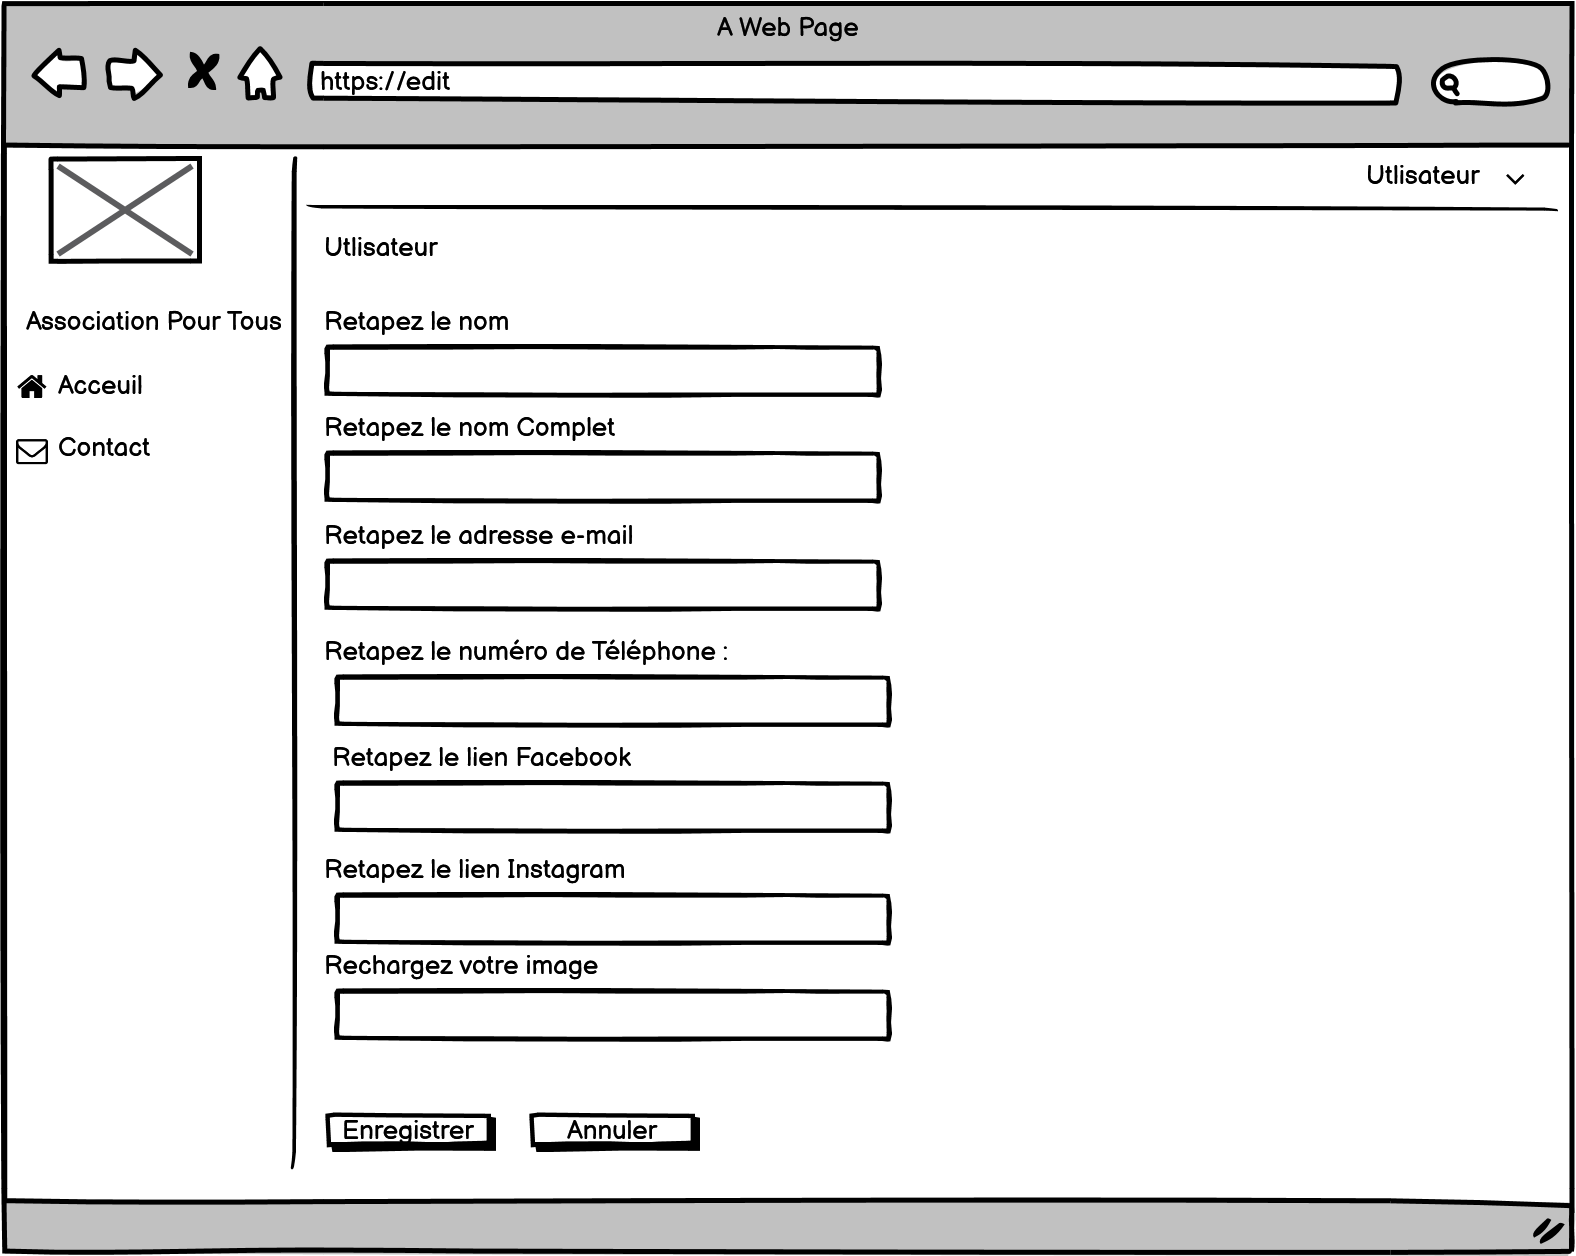 A Web Page
https://edit
Utlisateur
Utlisateur
Association Pour Tous
Acceuil
Contact
Retapez le nom
Retapez le nom Complet
Retapez le adresse e-mail
Retapez le numéro de Téléphone :
Retapez le lien Facebook
Retapez le lien Instagram
Rechargez votre image
Enregistrer
Annuler